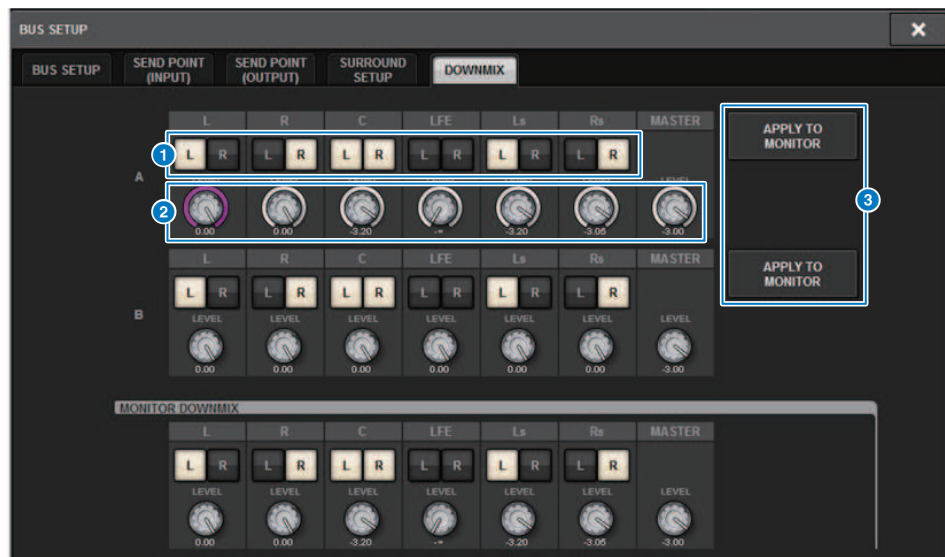 BUS SETUP
BUS SETUP
SEND POINT (INPUT)
SEND POINT (OUTPUT)
SURROUND SETUP
DOWNMIX
L R C LFE Ls Rs MASTER
APPLY TO MONITOR
1 L R L R L R L R L R L R
A
LEVEL
2
3
0.00 0.00 -3.20 -∞ -3.20 -3.05 -3.00
L R C LFE Ls Rs MASTER
APPLY TO MONITOR
L R L R L R L R L R L R
B
LEVEL LEVEL LEVEL LEVEL LEVEL LEVEL LEVEL
0.00 0.00 0.00 0.00 0.00 0.00 -3.00
MONITOR DOWNMIX
L R C LFE Ls Rs MASTER
L R L R L R L R L R L R
LEVEL LEVEL LEVEL LEVEL LEVEL LEVEL LEVEL
0.00 0.00 -3.20 -∞ -3.20 -3.05 -3.00